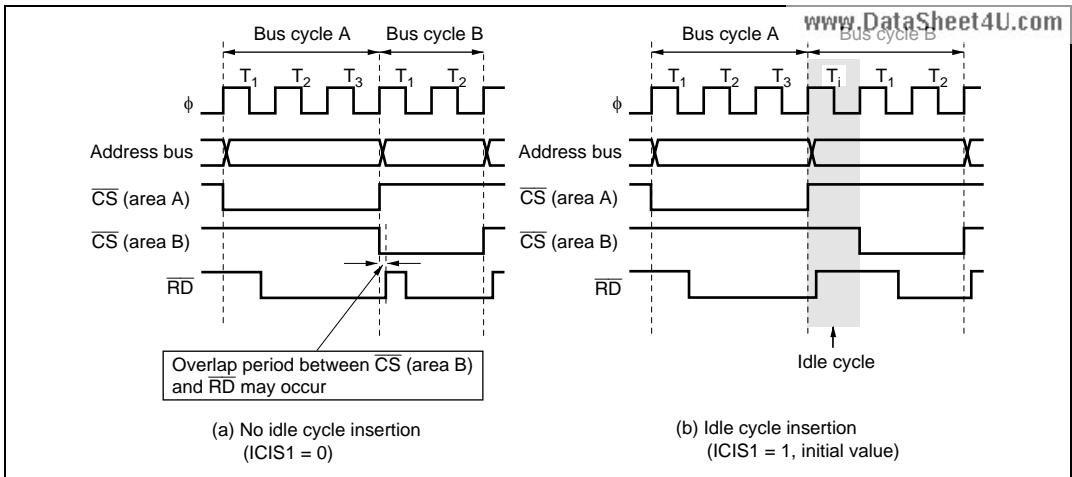 www.DataSheet4U.com
Bus cycle A Bus cycle B
T1 T2 T3 T1 T2
ϕ
Address bus
CS (area A)
CS (area B)
RD
Overlap period between CS (area B)
and RD may occur
(a) No idle cycle insertion
(ICIS1 = 0)
Bus cycle A Bus cycle B
T1 T2 T3 Ti T1 T2
ϕ
Address bus
CS (area A)
CS (area B)
RD
Idle cycle
(b) Idle cycle insertion
(ICIS1 = 1, initial value)